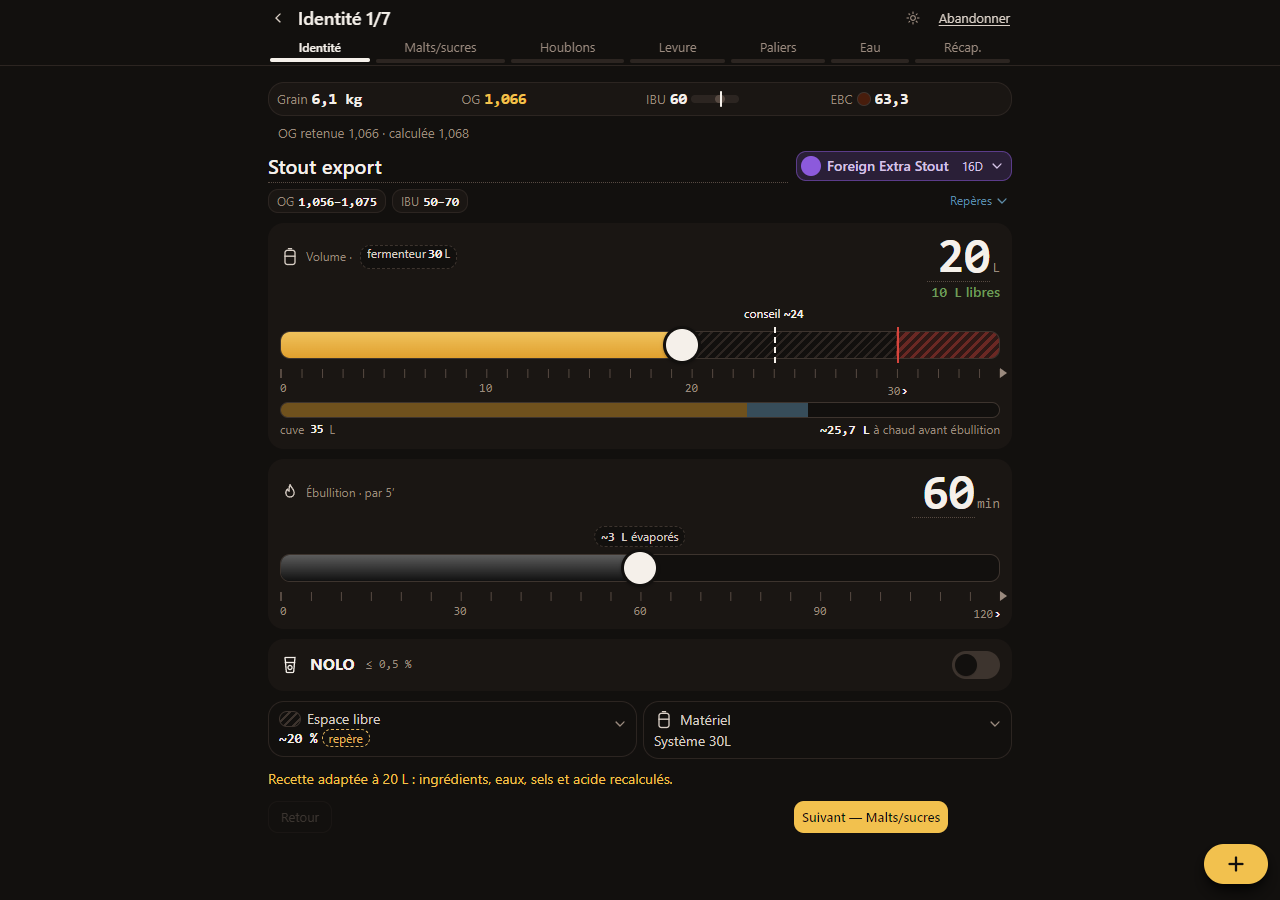 Identité 1/7
Abandonner
Identité Malts/sucres Houblons Levure Paliers Eau Récap.
Grain 6,1 kg OG 1,066 IBU 60 EBC 63,3
OG retenue 1,066 · calculée 1,068
Stout export
Foreign Extra Stout 16D
OG 1,056–1,075 IBU 50–70
Repères
Volume · fermenteur 30 L
20 L
10 L libres
conseil ~24
0 10 20 30 ›
cuve 35 L
~25,7 L à chaud avant ébullition
Ébullition · par 5′
60 min
~3 L évaporés
0 30 60 90 120 ›
NOLO ≤ 0,5 %
Espace libre
~20 % repère
Matériel
Système 30L
Recette adaptée à 20 L : ingrédients, eaux, sels et acide recalculés.
Retour
Suivant — Malts/sucres
+